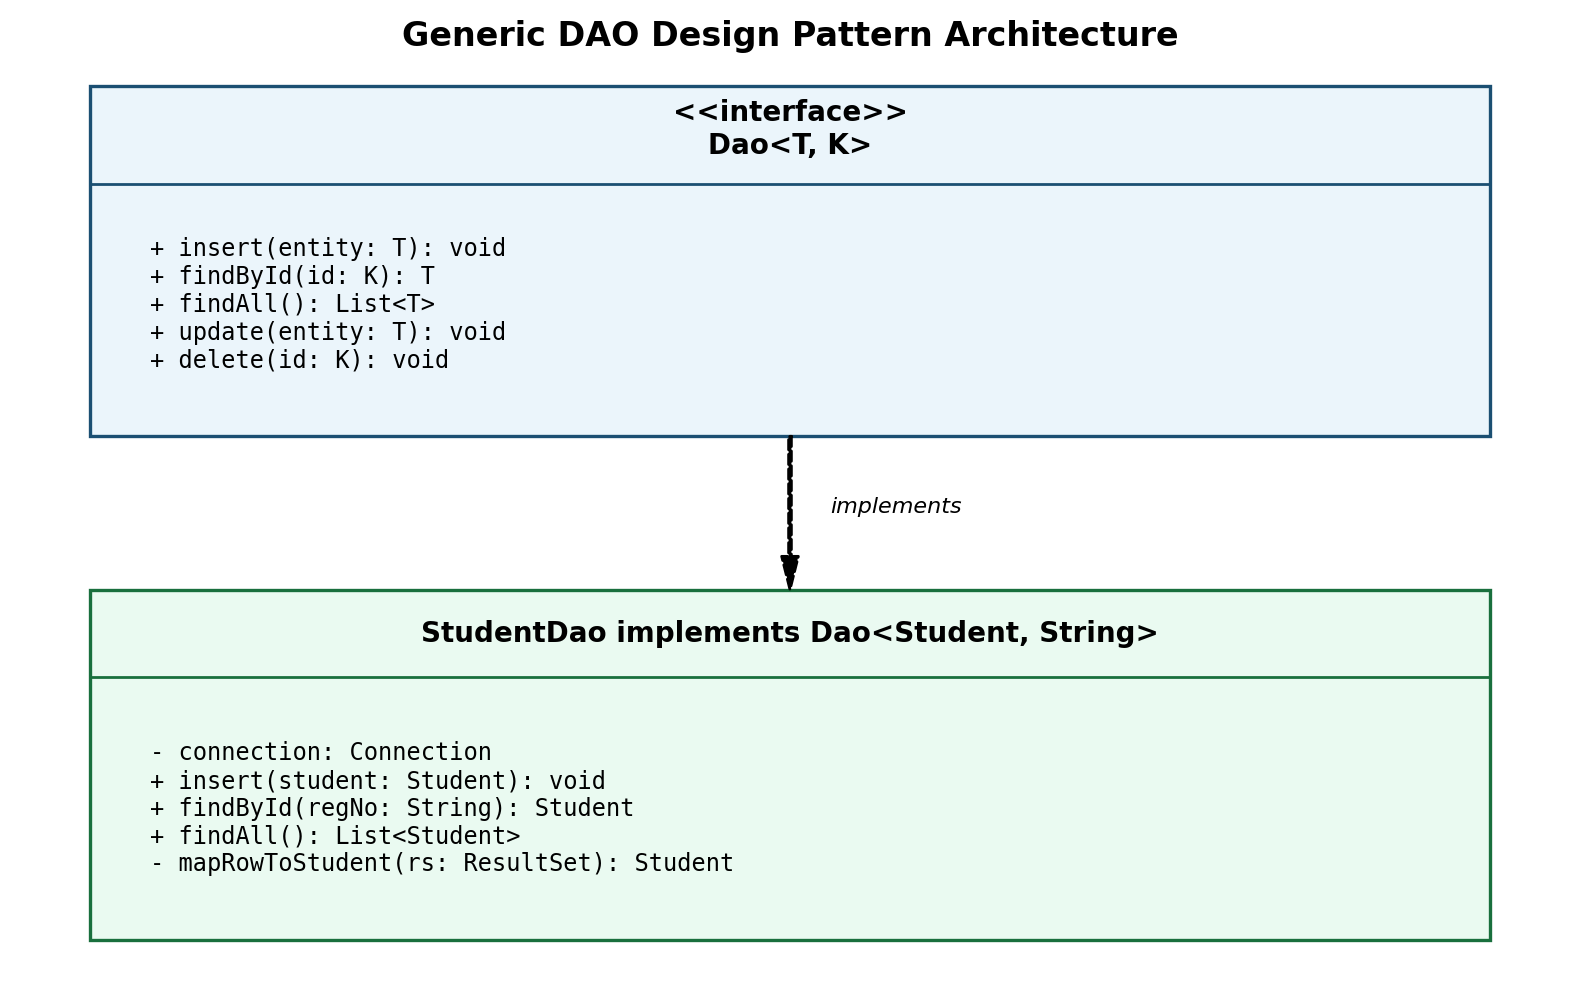 Generic DAO Design Pattern Architecture
<<interface>>
Dao<T, K>
+ insert(entity: T): void
+ findById(id: K): T
+ findAll(): List<T>
+ update(entity: T): void
+ delete(id: K): void
implements
StudentDao implements Dao<Student, String>
- connection: Connection
+ insert(student: Student): void
+ findById(regNo: String): Student
+ findAll(): List<Student>
- mapRowToStudent(rs: ResultSet): Student